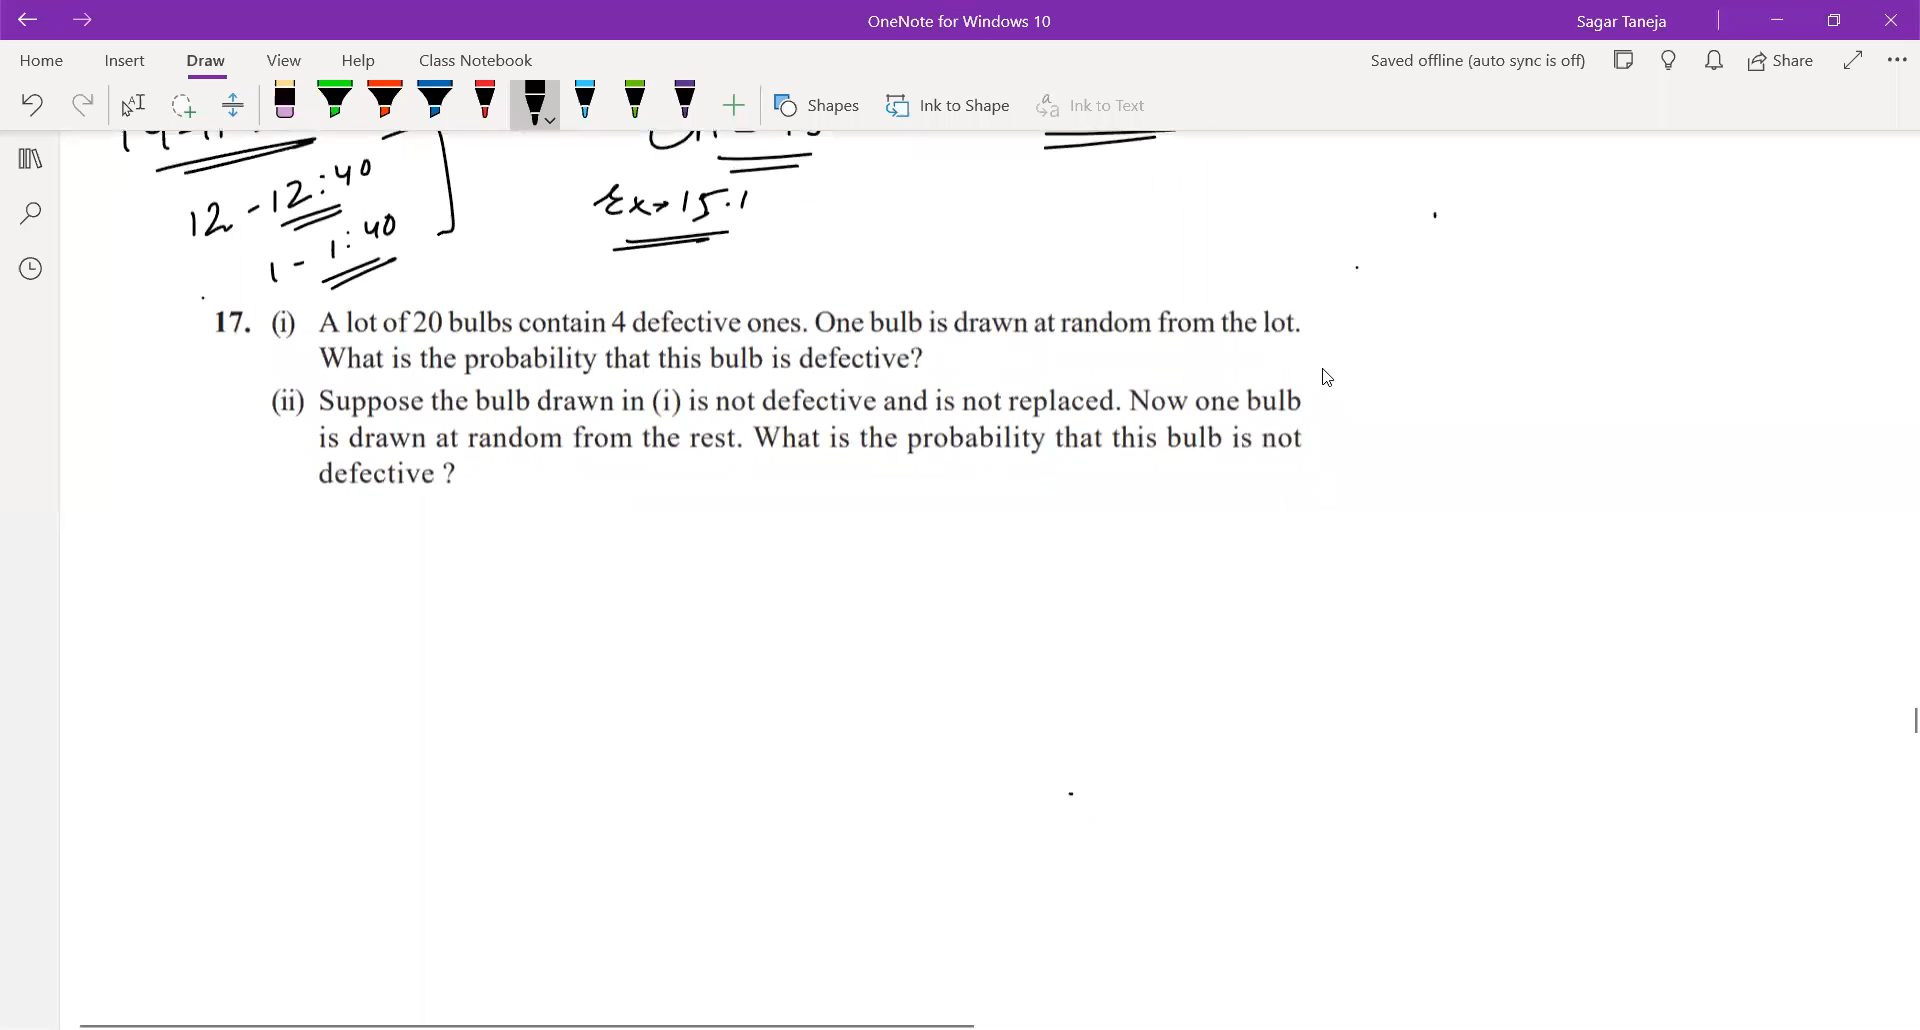 OneNote for Windows 10
Sagar Taneja
Home Insert Draw View Help Class Notebook
Saved offline (auto sync is off) Share
Shapes Ink to Shape Ink to Text
12 - 12:40
1 - 1:40
Ex → 15.1
17. (i) A lot of 20 bulbs contain 4 defective ones. One bulb is drawn at random from the lot.
What is the probability that this bulb is defective?
(ii) Suppose the bulb drawn in (i) is not defective and is not replaced. Now one bulb
is drawn at random from the rest. What is the probability that this bulb is not
defective ?